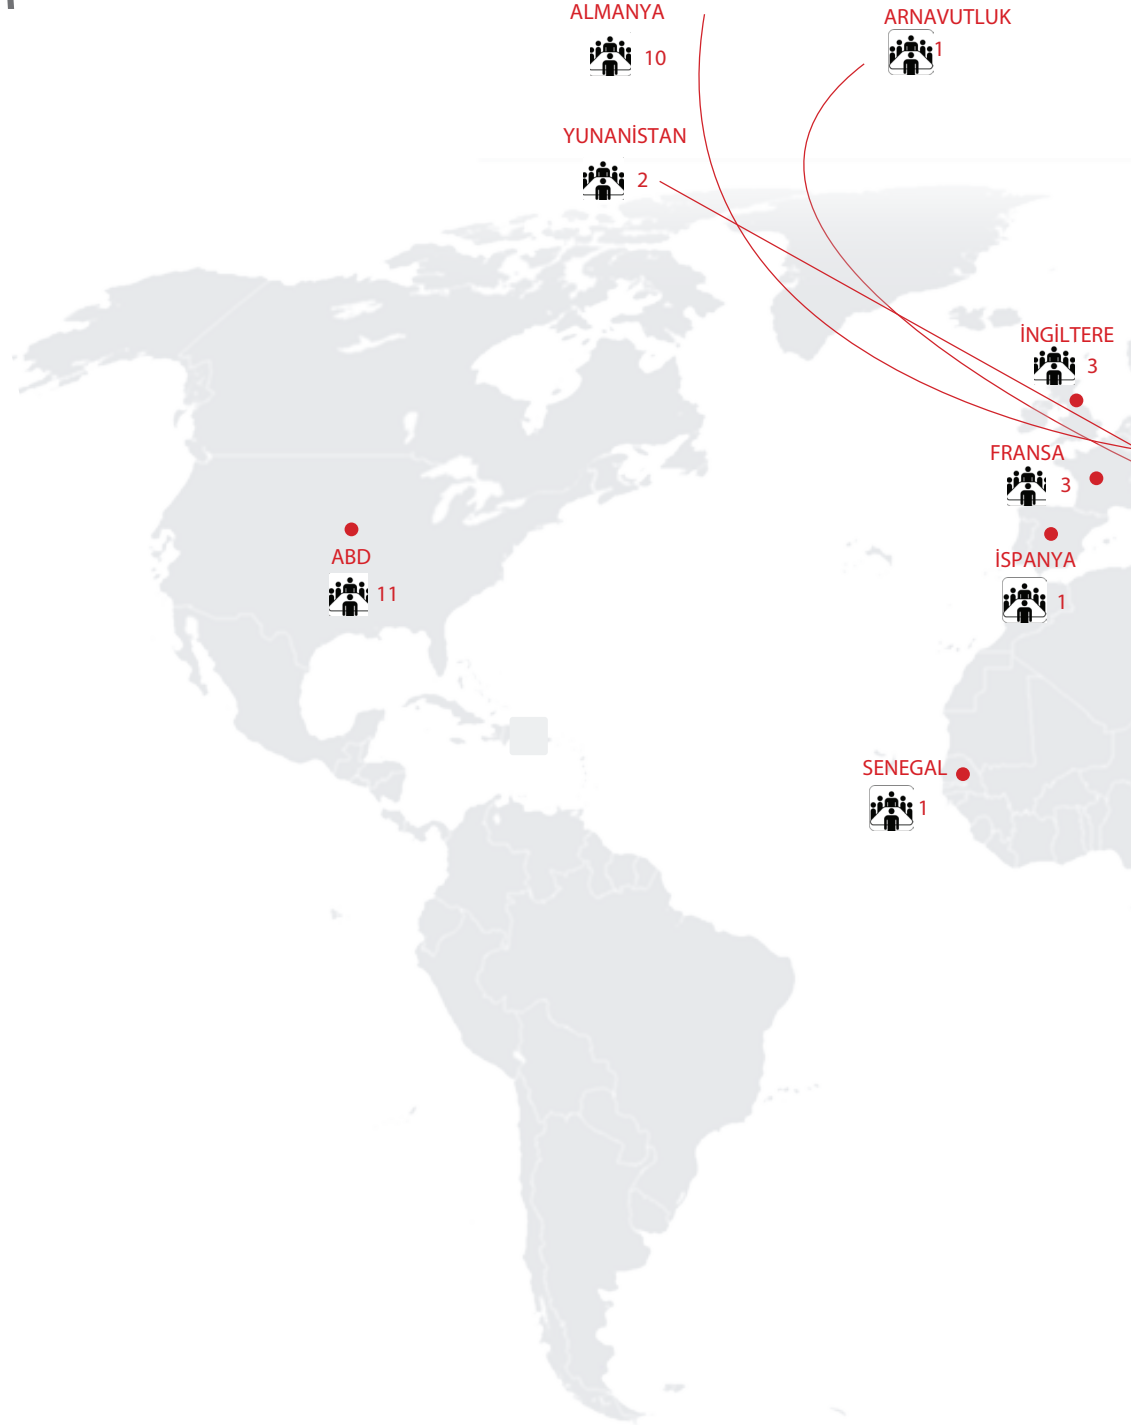 ALMANYA
10
ARNAVUTLUK
1
YUNANİSTAN
2
İNGİLTERE
3
FRANSA
3
İSPANYA
1
ABD
11
SENEGAL
1